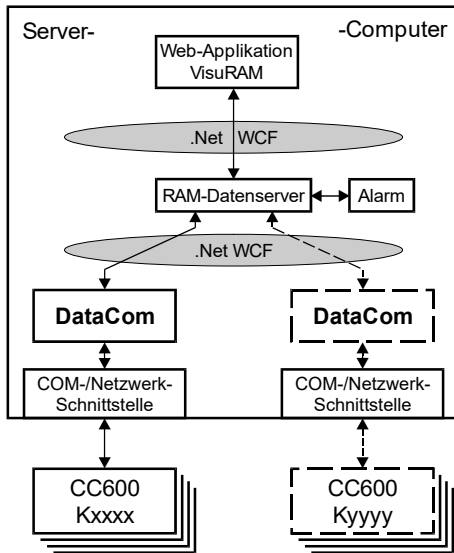 Server- -Computer
Web-Applikation
VisuRAM
.Net WCF
RAM-Datenserver
Alarm
.Net WCF
DataCom
DataCom
COM-/Netzwerk-
Schnittstelle
COM-/Netzwerk-
Schnittstelle
CC600
Kxxxx
CC600
Kyyyy